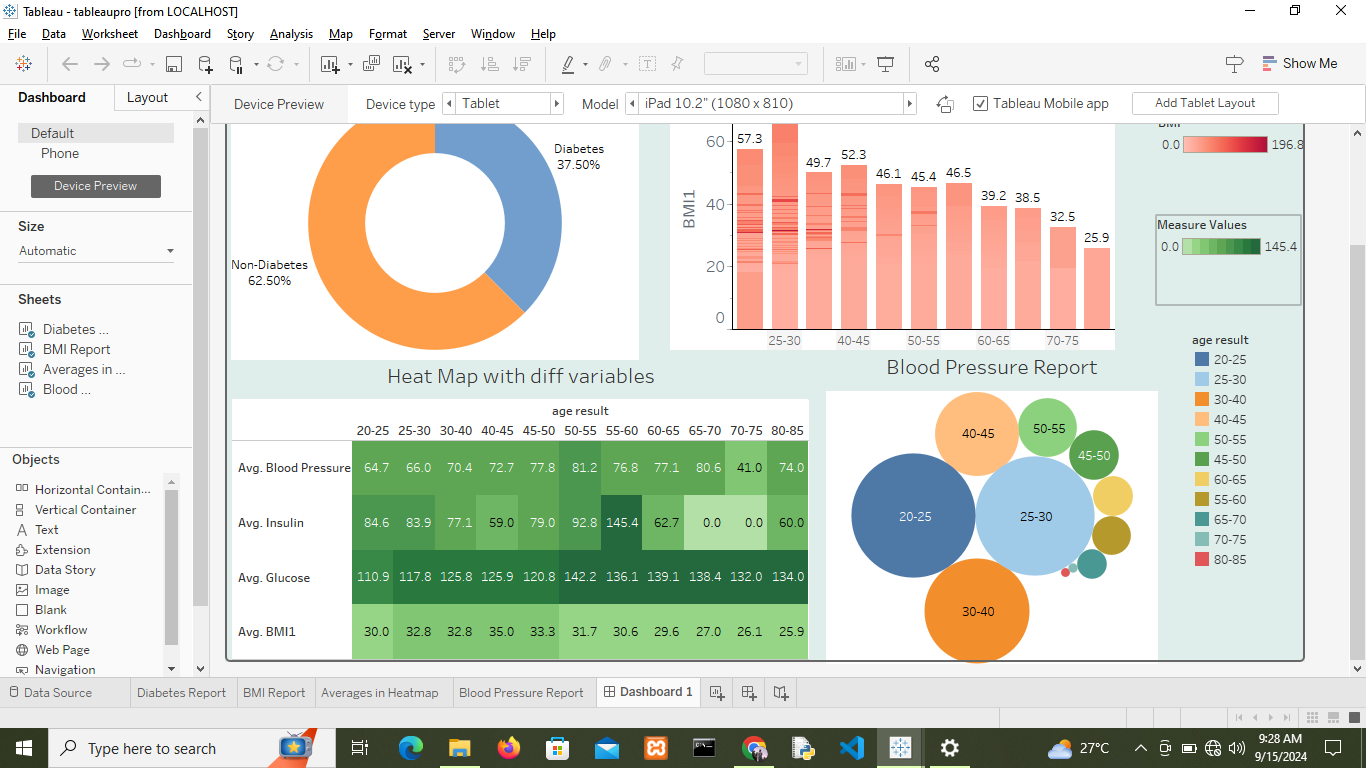 Tableau - tableaupro [from LOCALHOST]
File Data Worksheet Dashboard Story Analysis Map Format Server Window Help
Show Me
Dashboard Layout
Default
Phone
Device Preview
Size
Automatic
Sheets
Diabetes ...
BMI Report
Averages in ...
Blood ...
Objects
Horizontal Contain...
Vertical Container
Text
Extension
Data Story
Image
Blank
Workflow
Web Page
Navigation
Device Preview Device type Tablet Model iPad 10.2" (1080 x 810) Tableau Mobile app Add Tablet Layout
Diabetes
37.50%
Non-Diabetes
62.50%
BMI1
60
40
20
0
57.3 49.7 52.3 46.1 45.4 46.5 39.2 38.5 32.5 25.9
25-30 40-45 50-55 60-65 70-75
BMI
0.0 196.8
Measure Values
0.0 145.4
Heat Map with diff variables
age result
20-25 25-30 30-40 40-45 45-50 50-55 55-60 60-65 65-70 70-75 80-85
Avg. Blood Pressure 64.7 66.0 70.4 72.7 77.8 81.2 76.8 77.1 80.6 41.0 74.0
Avg. Insulin 84.6 83.9 77.1 59.0 79.0 92.8 145.4 62.7 0.0 0.0 60.0
Avg. Glucose 110.9 117.8 125.8 125.9 120.8 142.2 136.1 139.1 138.4 132.0 134.0
Avg. BMI1 30.0 32.8 32.8 35.0 33.3 31.7 30.6 29.6 27.0 26.1 25.9
Blood Pressure Report
40-45
50-55
45-50
20-25
25-30
30-40
age result
20-25
25-30
30-40
40-45
50-55
45-50
60-65
55-60
65-70
70-75
80-85
Data Source Diabetes Report BMI Report Averages in Heatmap Blood Pressure Report Dashboard 1
Type here to search
27°C
9:28 AM
9/15/2024